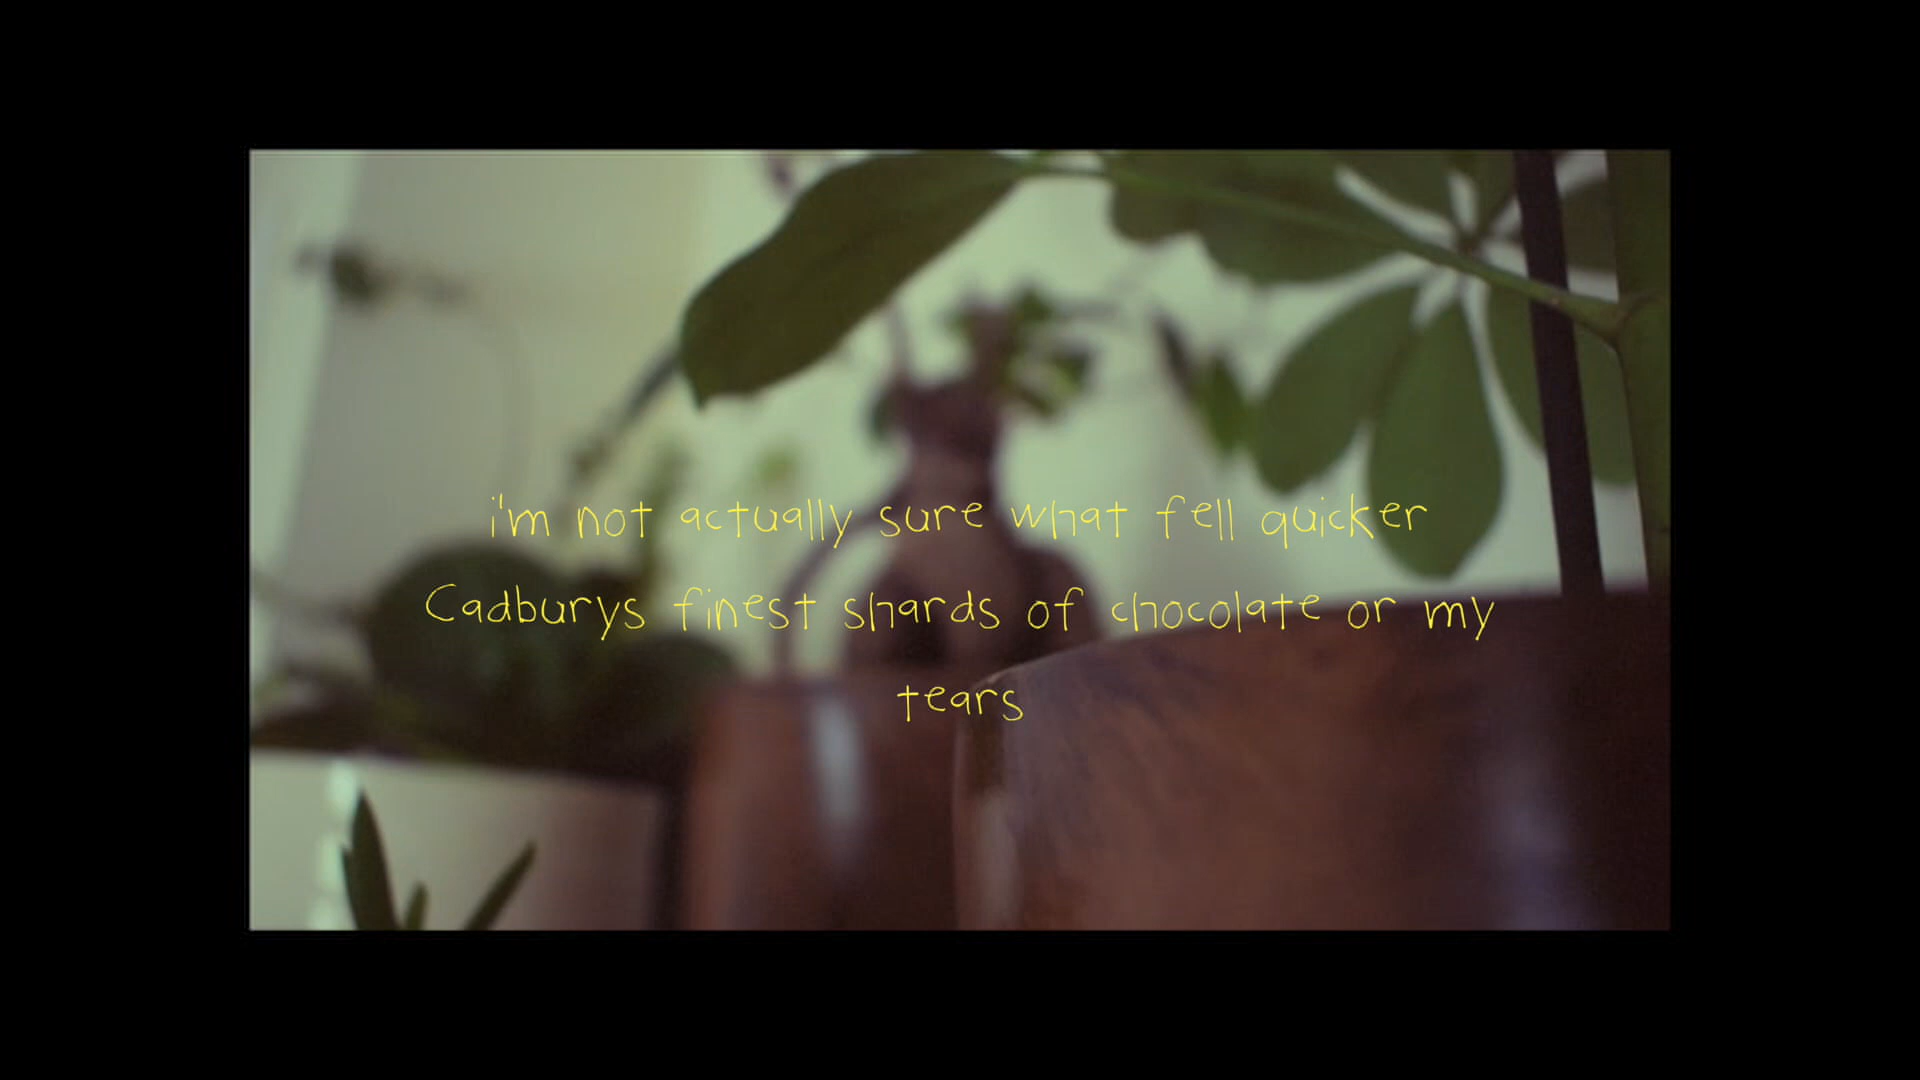 i'm not actually sure what fell quicker
Cadburys finest shards of chocolate or my
tears